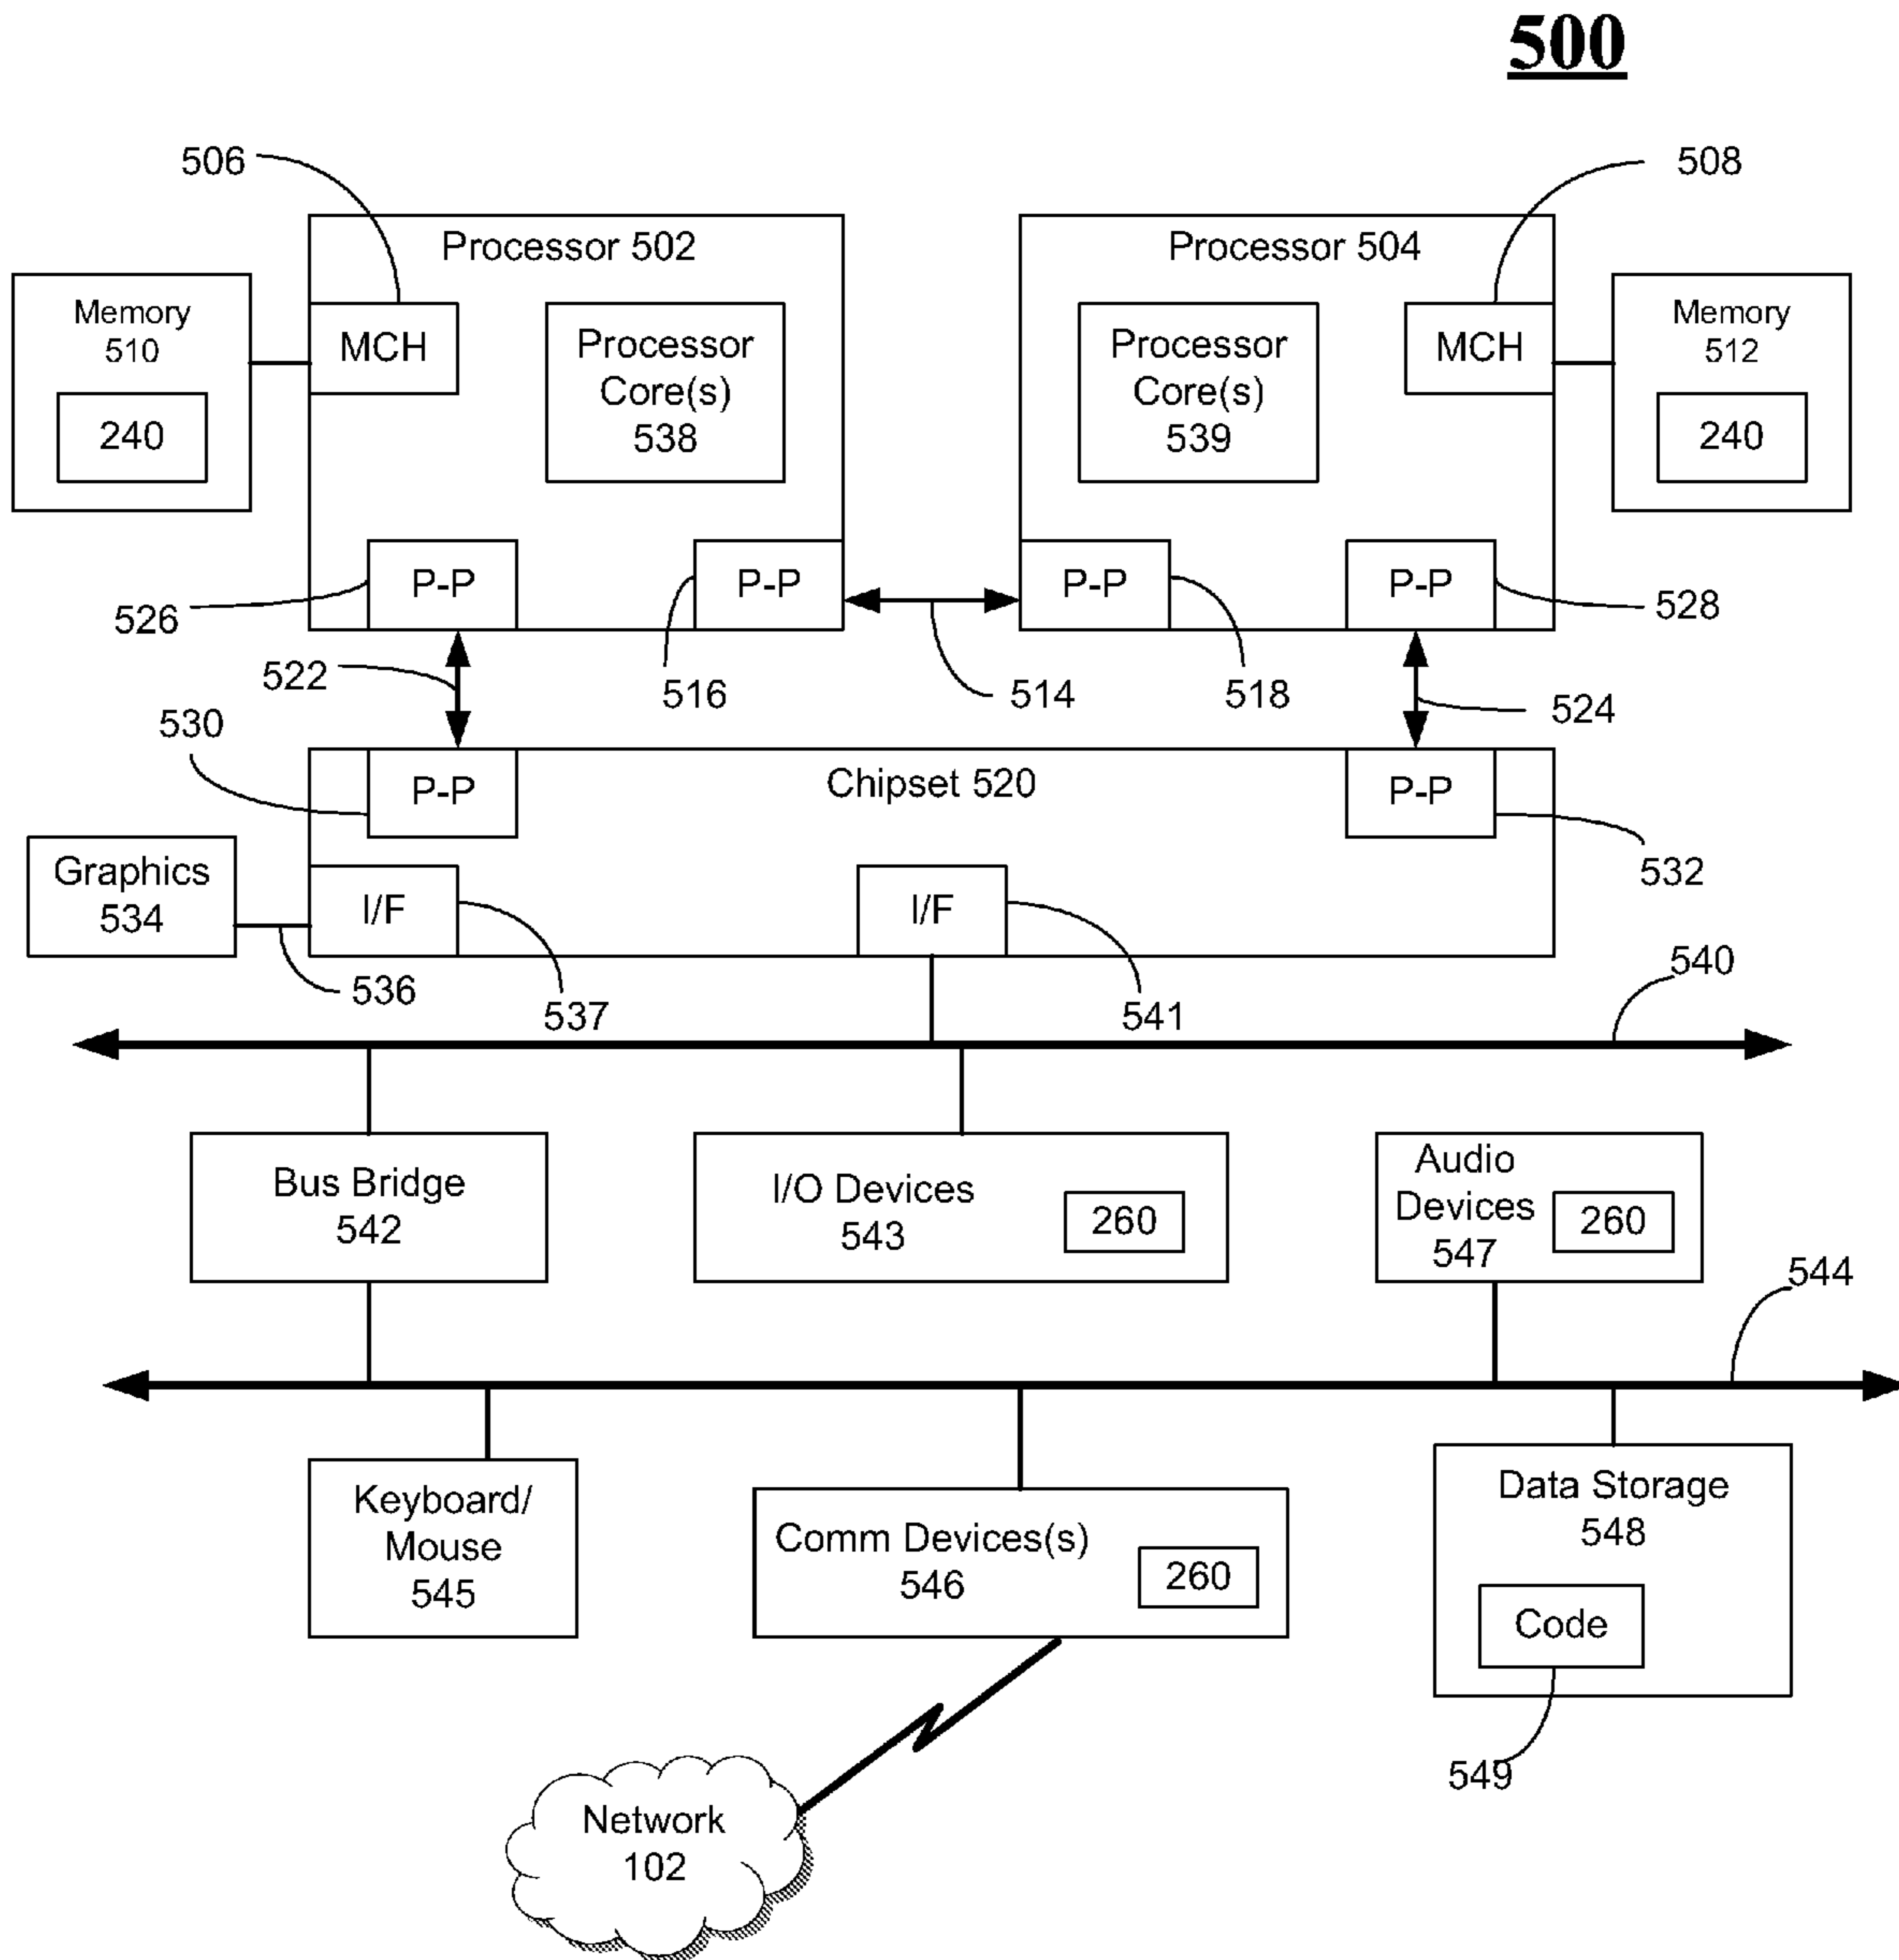 500
506
508
Processor 502
Processor 504
Memory
510
240
MCH
Processor
Core(s)
538
Processor
Core(s)
539
MCH
Memory
512
240
526
P-P
P-P
P-P
P-P
528
522
516
514
518
524
530
P-P
Chipset 520
P-P
532
Graphics
534
I/F
I/F
536
537
541
540
Bus Bridge
542
I/O Devices
543
260
Audio
Devices
547
260
544
Keyboard/
Mouse
545
Comm Devices(s)
546
260
Data Storage
548
Code
549
Network
102